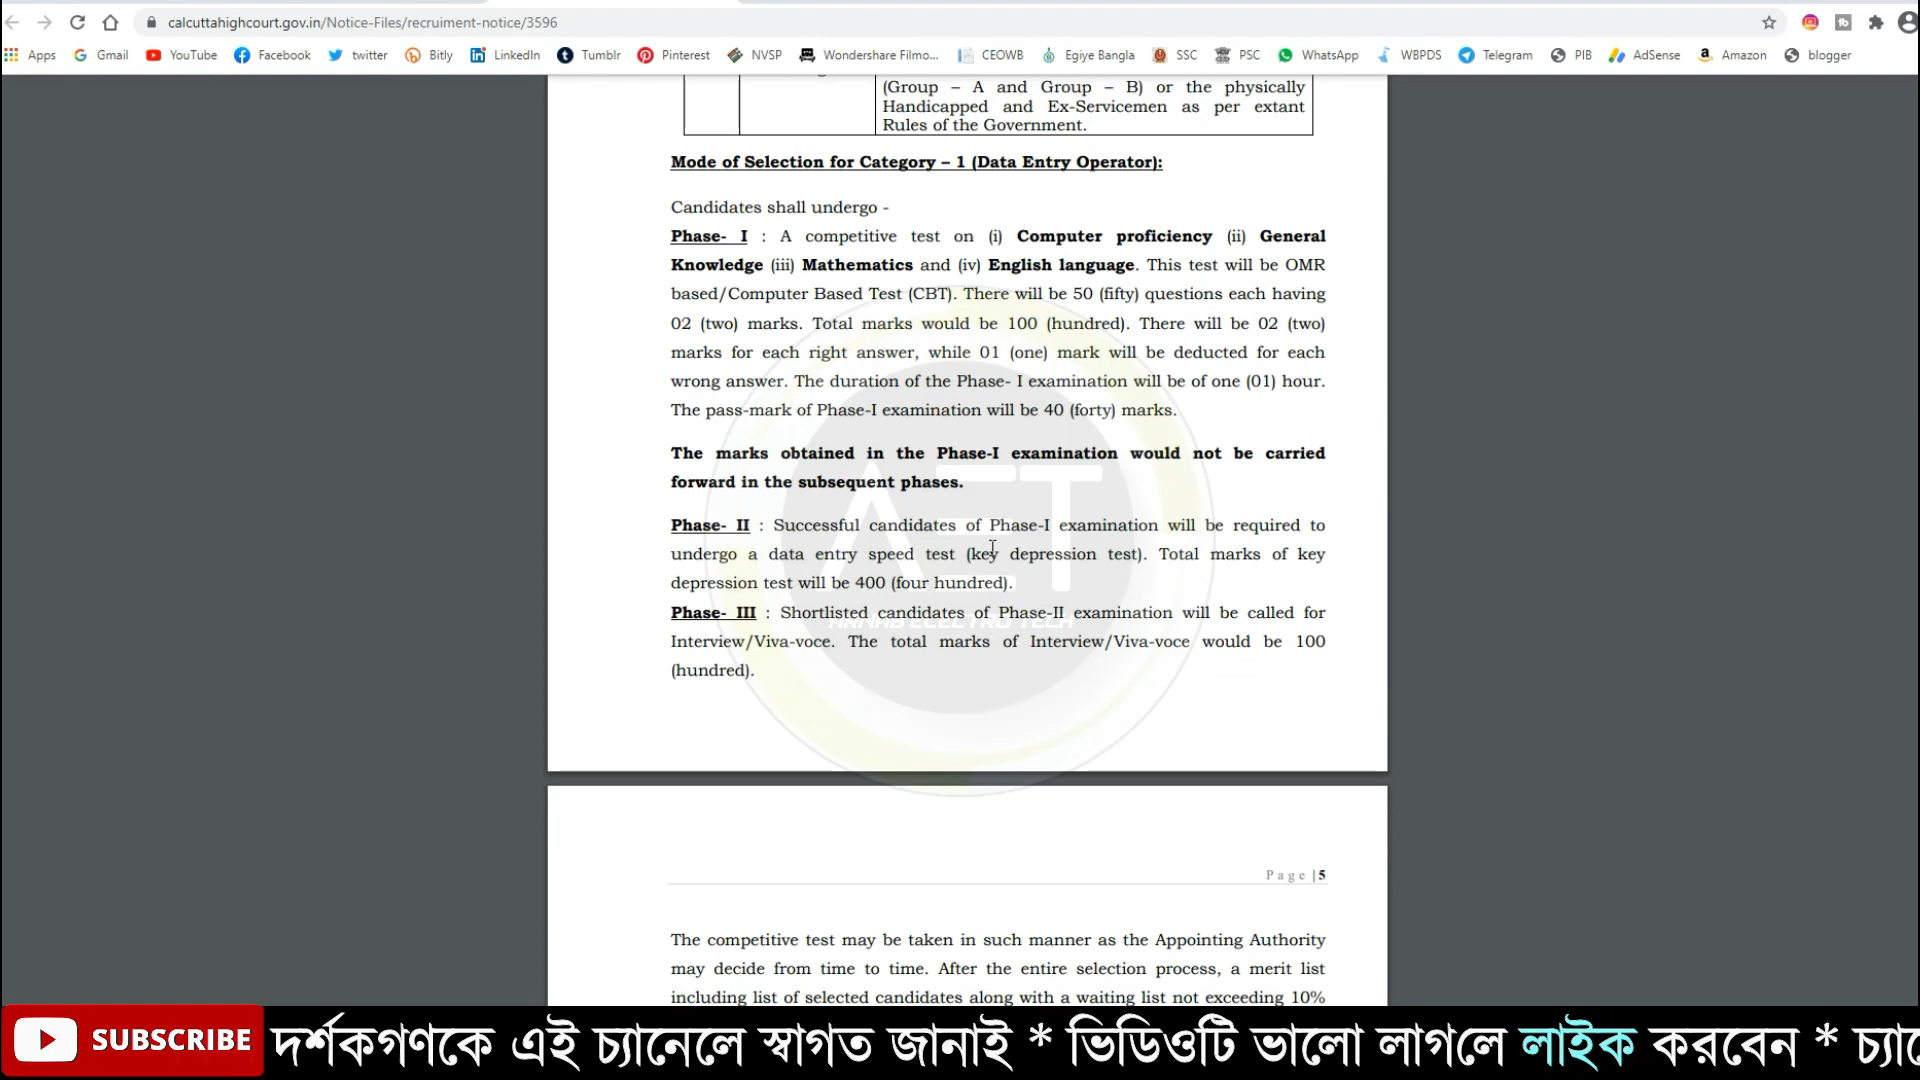 calcuttahighcourt.gov.in/Notice-Files/recruiment-notice/3596
Apps Gmail YouTube Facebook twitter Bitly LinkedIn Tumblr Pinterest NVSP Wondershare Filmo... CEOWB Egiye Bangla SSC PSC WhatsApp WBPDS Telegram PIB AdSense Amazon blogger
(Group – A and Group – B) or the physically
Handicapped and Ex-Servicemen as per extant
Rules of the Government.
Mode of Selection for Category – 1 (Data Entry Operator):
Candidates shall undergo -
Phase- I : A competitive test on (i) Computer proficiency (ii) General
Knowledge (iii) Mathematics and (iv) English language. This test will be OMR
based/Computer Based Test (CBT). There will be 50 (fifty) questions each having
02 (two) marks. Total marks would be 100 (hundred). There will be 02 (two)
marks for each right answer, while 01 (one) mark will be deducted for each
wrong answer. The duration of the Phase- I examination will be of one (01) hour.
The pass-mark of Phase-I examination will be 40 (forty) marks.
The marks obtained in the Phase-I examination would not be carried
forward in the subsequent phases.
AET
Phase- II : Successful candidates of Phase-I examination will be required to
undergo a data entry speed test (key depression test). Total marks of key
depression test will be 400 (four hundred).
Phase- III : Shortlisted candidates of Phase-II examination will be called for
ARNAB ELECTRO TECH
Interview/Viva-voce. The total marks of Interview/Viva-voce would be 100
(hundred).
Page |5
The competitive test may be taken in such manner as the Appointing Authority
may decide from time to time. After the entire selection process, a merit list
including list of selected candidates along with a waiting list not exceeding 10%
SUBSCRIBE দর্শকগণকে এই চ্যানেলে স্বাগত জানাই * ভিডিওটি ভালো লাগলে লাইক করবেন *